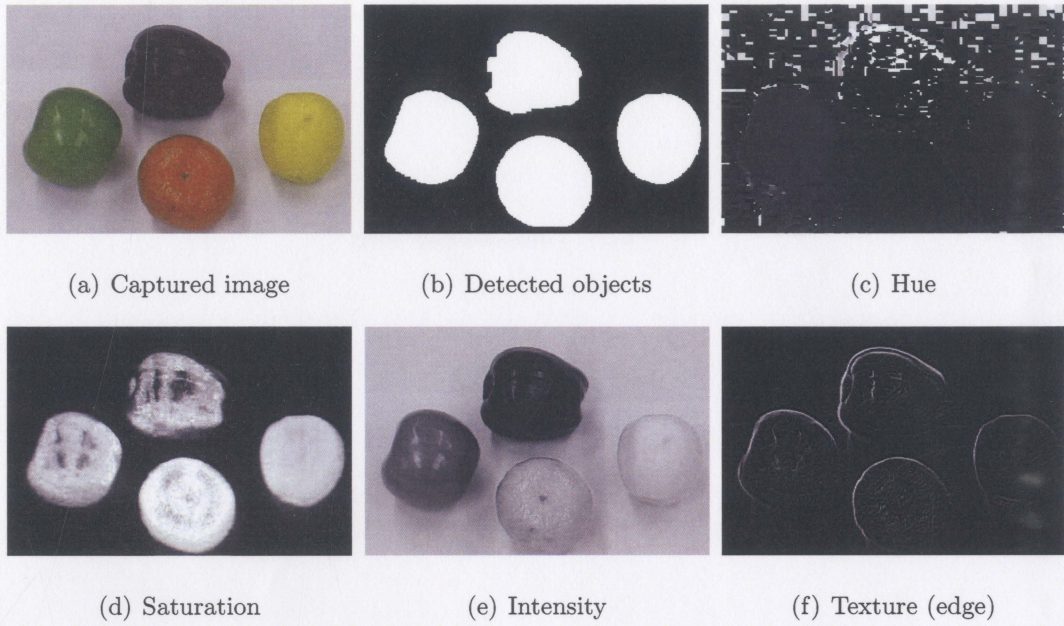 (a) Captured image
(b) Detected objects
(c) Hue
(d) Saturation
(e) Intensity
(f) Texture (edge)